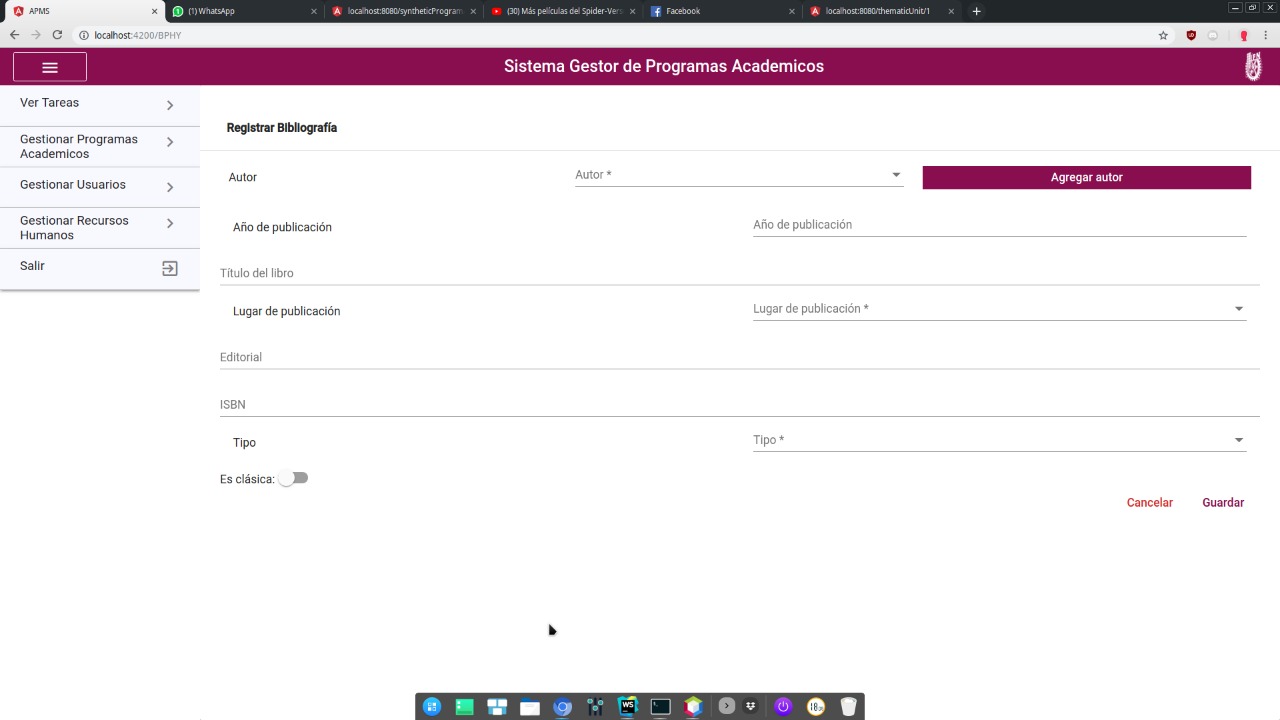 APMS
(1) WhatsApp
localhost:8080/syntheticProgram
(30) Más películas del Spider-Vers
Facebook
localhost:8080/thematicUnit/1
localhost:4200/BPHY
Sistema Gestor de Programas Academicos
Ver Tareas
Gestionar Programas
Academicos
Gestionar Usuarios
Gestionar Recursos
Humanos
Salir
Registrar Bibliografía
Autor
Autor *
Agregar autor
Año de publicación
Año de publicación
Título del libro
Lugar de publicación
Lugar de publicación *
Editorial
ISBN
Tipo
Tipo *
Es clásica:
Cancelar
Guardar
WS